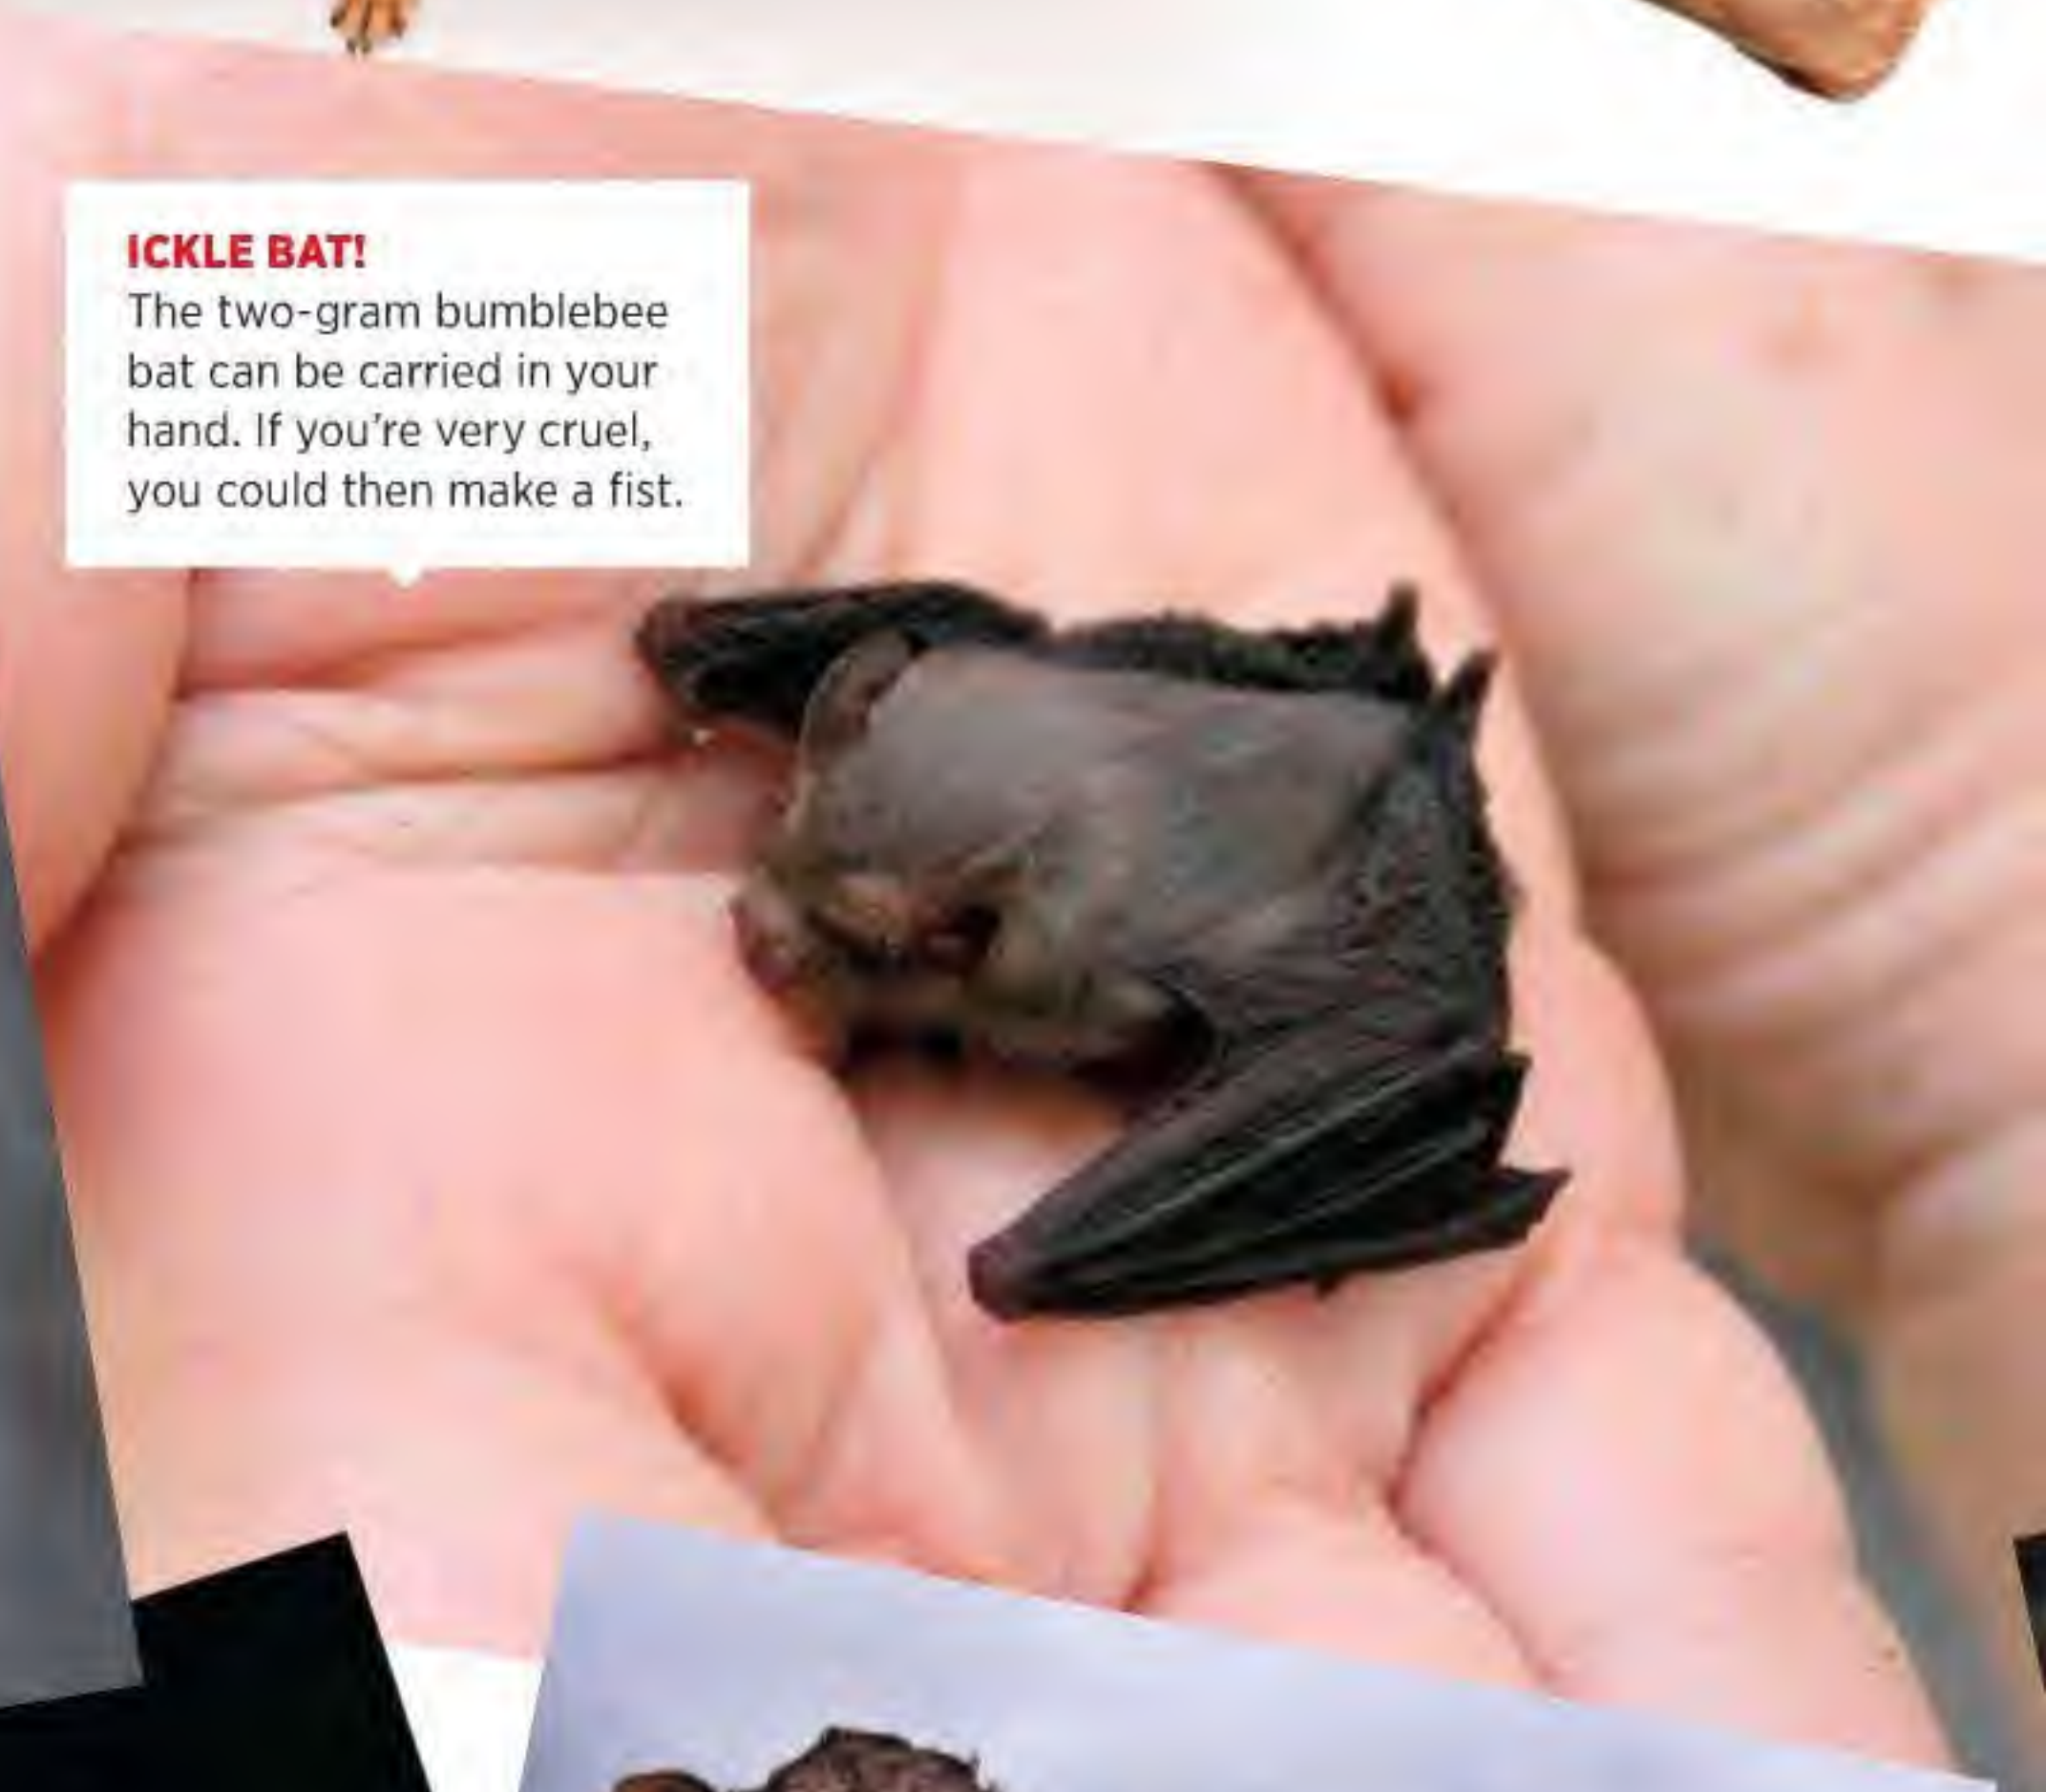 ICKLE BAT!
The two-gram bumblebee
bat can be carried in your
hand. If you're very cruel,
you could then make a fist.